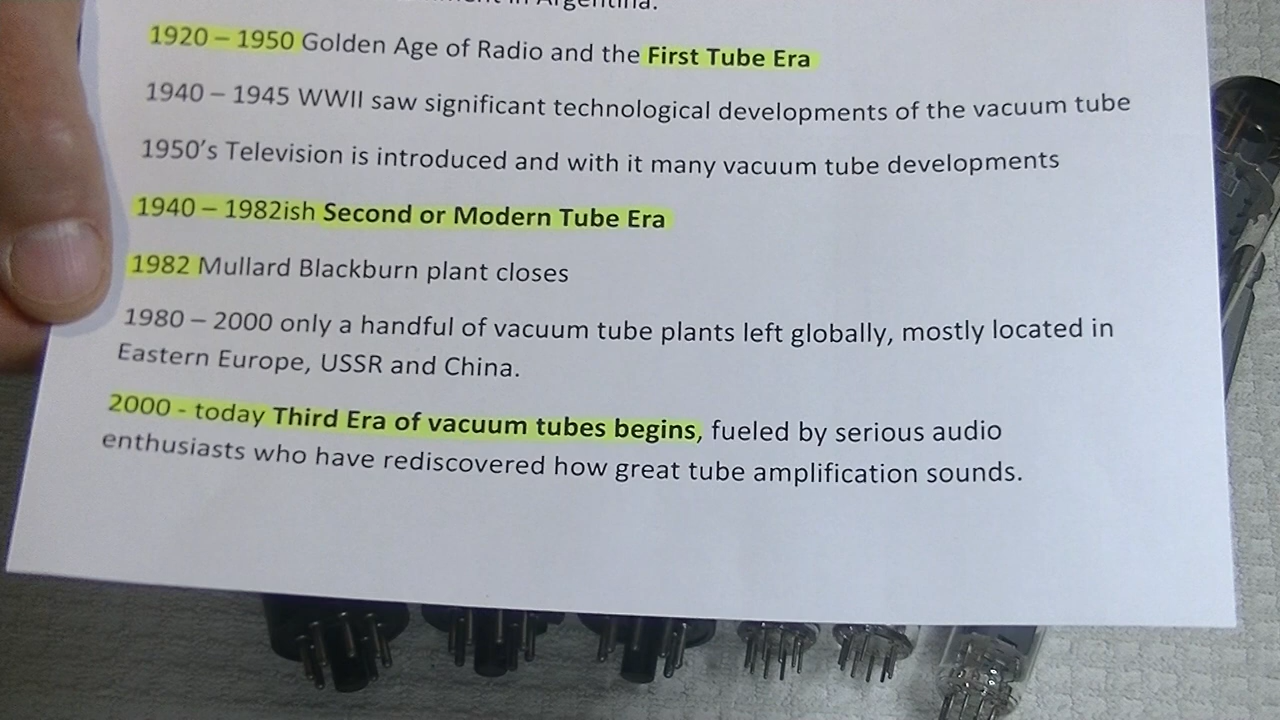 in Argentina.
1920 – 1950 Golden Age of Radio and the First Tube Era
1940 – 1945 WWII saw significant technological developments of the vacuum tube
1950’s Television is introduced and with it many vacuum tube developments
1940 – 1982ish Second or Modern Tube Era
1982 Mullard Blackburn plant closes
1980 – 2000 only a handful of vacuum tube plants left globally, mostly located in
Eastern Europe, USSR and China.
2000 - today Third Era of vacuum tubes begins, fueled by serious audio
enthusiasts who have rediscovered how great tube amplification sounds.